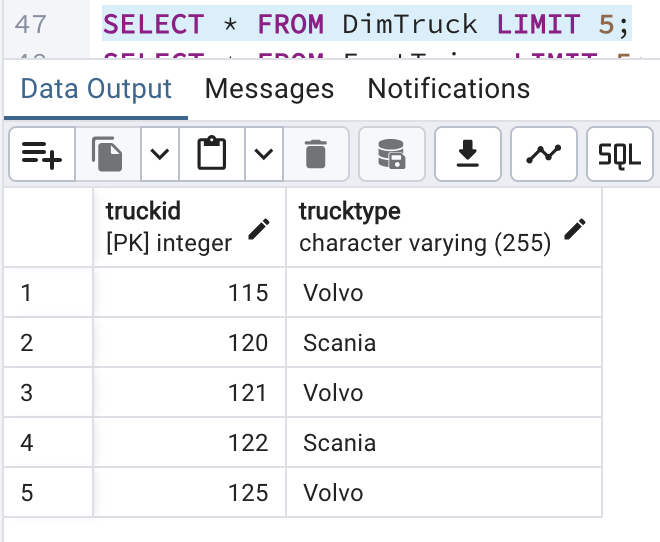 47 SELECT * FROM DimTruck LIMIT 5;
Data Output Messages Notifications
SQL
truckid trucktype
[PK] integer character varying (255)
1 115 Volvo
2 120 Scania
3 121 Volvo
4 122 Scania
5 125 Volvo